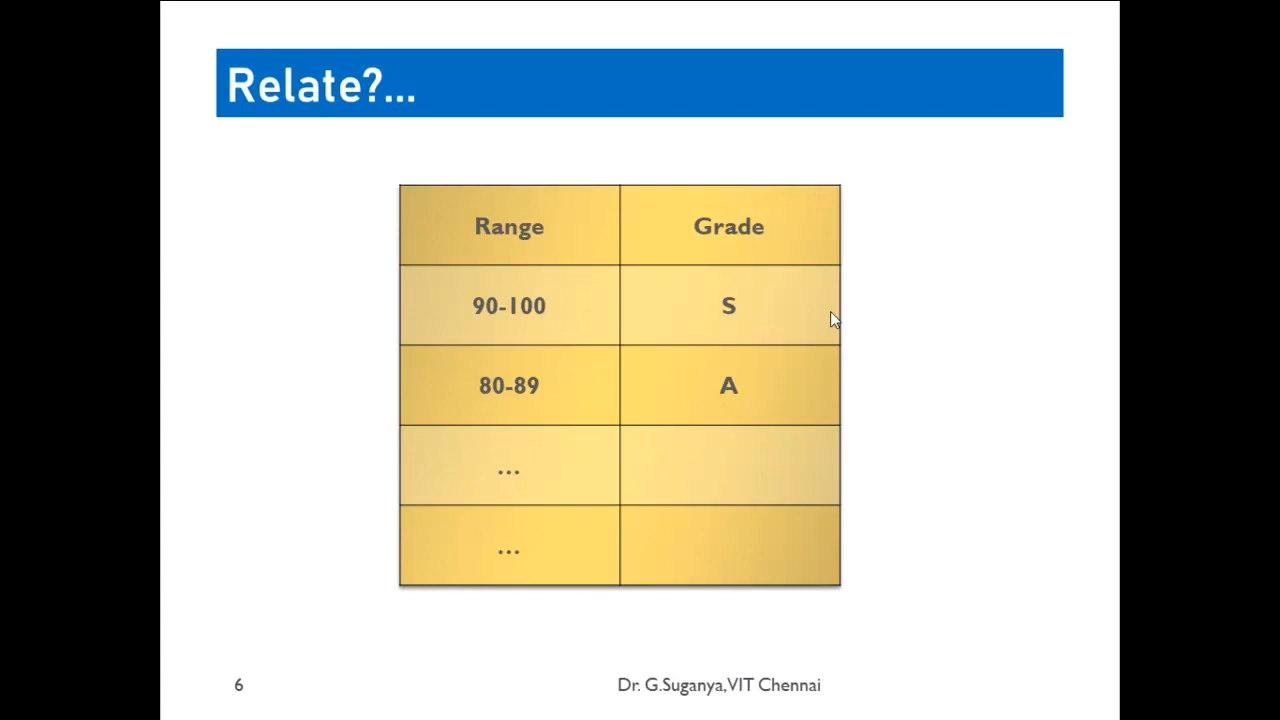 Relate?...
Range Grade
90-100 S
80-89 A
...
...
6 Dr. G.Suganya,VIT Chennai